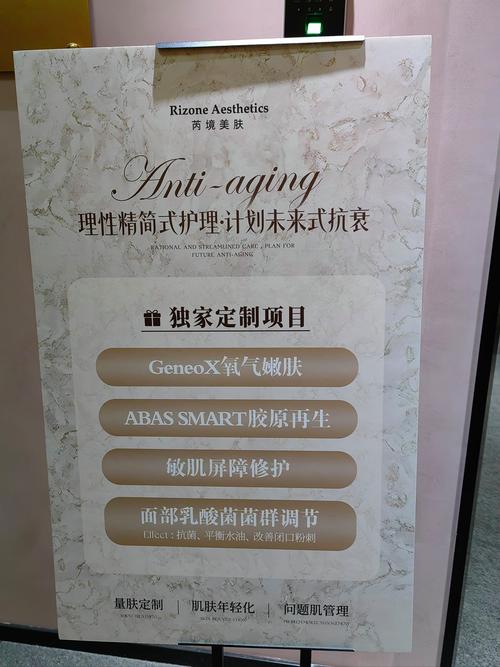 Rizone Aesthetics
芮境美肤
Anti-aging
理性精简式护理·计划未来式抗衰
RATIONAL AND STREAMLINED CARE , PLAN FOR
FUTURE ANTI-AGING
独家定制项目
GeneoX氧气嫩肤
ABAS SMART胶原再生
敏肌屏障修护
面部乳酸菌菌群调节
Effect : 抗菌、平衡水油、改善闭口粉刺
量肤定制 | 肌肤年轻化 | 问题肌管理